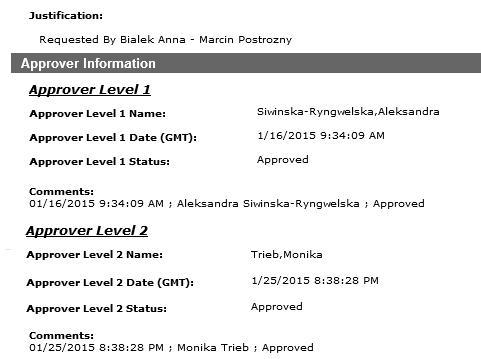 Justification:
Requested By Bialek Anna - Marcin Postrozny
Approver Information
Approver Level 1
Approver Level 1 Name: Siwinska-Ryngwelska,Aleksandra
Approver Level 1 Date (GMT): 1/16/2015 9:34:09 AM
Approver Level 1 Status: Approved
Comments:
01/16/2015 9:34:09 AM ; Aleksandra Siwinska-Ryngwelska ; Approved
Approver Level 2
Approver Level 2 Name: Trieb,Monika
Approver Level 2 Date (GMT): 1/25/2015 8:38:28 PM
Approver Level 2 Status: Approved
Comments:
01/25/2015 8:38:28 PM ; Monika Trieb ; Approved